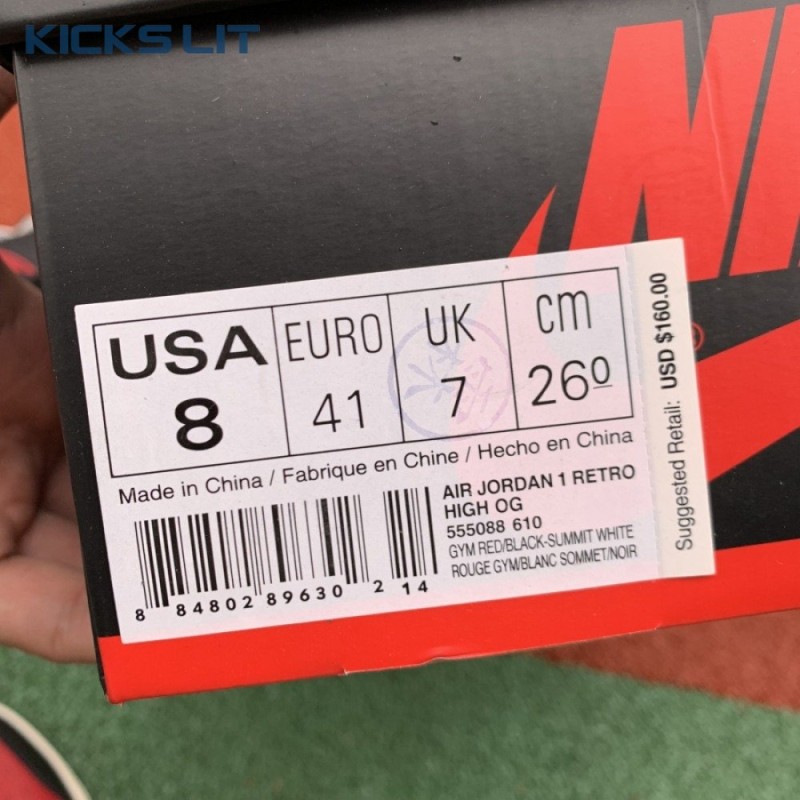 KICKS LIT
NI
USA EURO UK cm
8 41 7 26⁰
Made in China / Fabrique en Chine / Hecho en China
AIR JORDAN 1 RETRO
HIGH OG
555088 610
GYM RED/BLACK-SUMMIT WHITE
ROUGE GYM/BLANC SOMMET/NOIR
8 84802 89630 2 14
Suggested Retail: USD $160.00
®